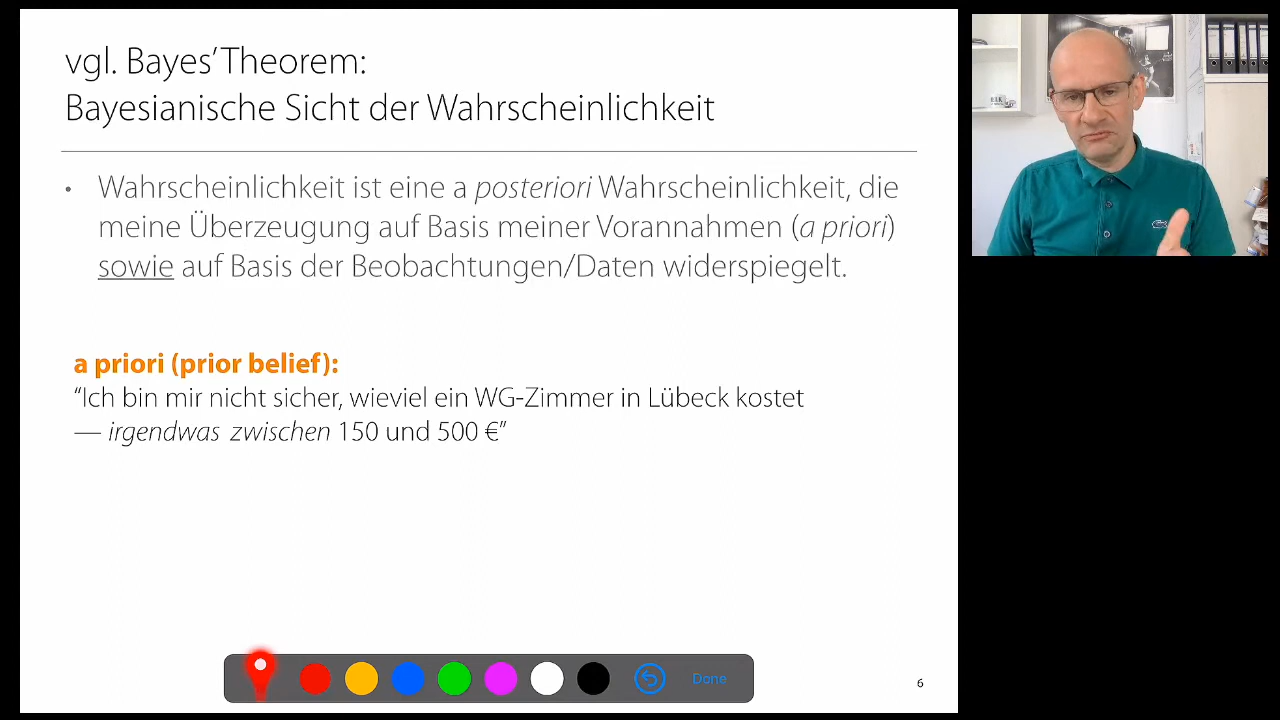 vgl. Bayes’ Theorem:
Bayesianische Sicht der Wahrscheinlichkeit
• Wahrscheinlichkeit ist eine a posteriori Wahrscheinlichkeit, die
meine Überzeugung auf Basis meiner Vorannahmen (a priori)
sowie auf Basis der Beobachtungen/Daten widerspiegelt.
a priori (prior belief):
“Ich bin mir nicht sicher, wieviel ein WG-Zimmer in Lübeck kostet
— irgendwas zwischen 150 und 500 €”
Done
6